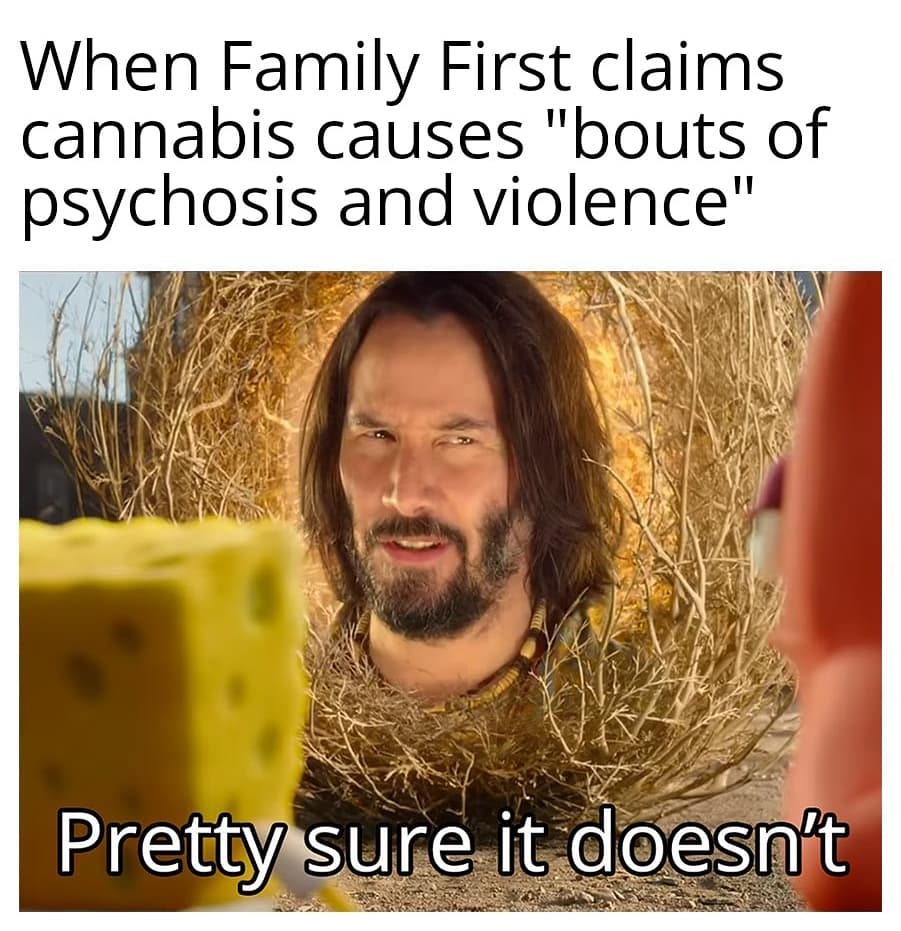 When Family First claims
cannabis causes "bouts of
psychosis and violence"
Pretty sure it doesn't